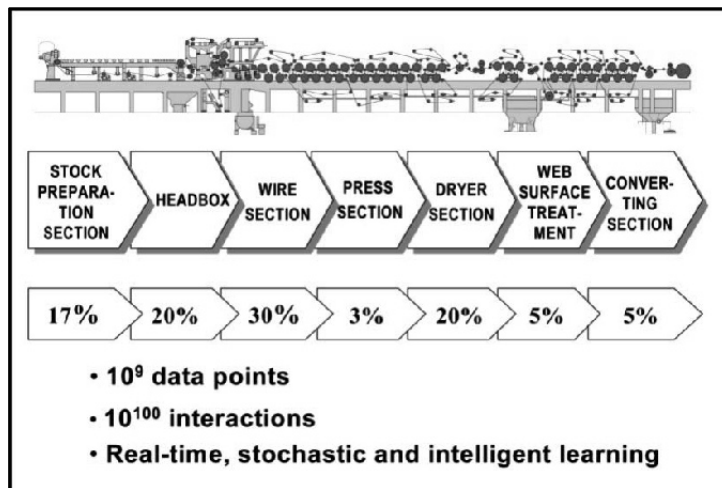 STOCK
PREPARA-
TION
SECTION
HEADBOX
WIRE
SECTION
PRESS
SECTION
DRYER
SECTION
WEB
SURFACE
TREAT-
MENT
CONVER-
TING
SECTION
17%
20%
30%
3%
20%
5%
5%
• 10⁹ data points
• 10¹⁰⁰ interactions
• Real-time, stochastic and intelligent learning